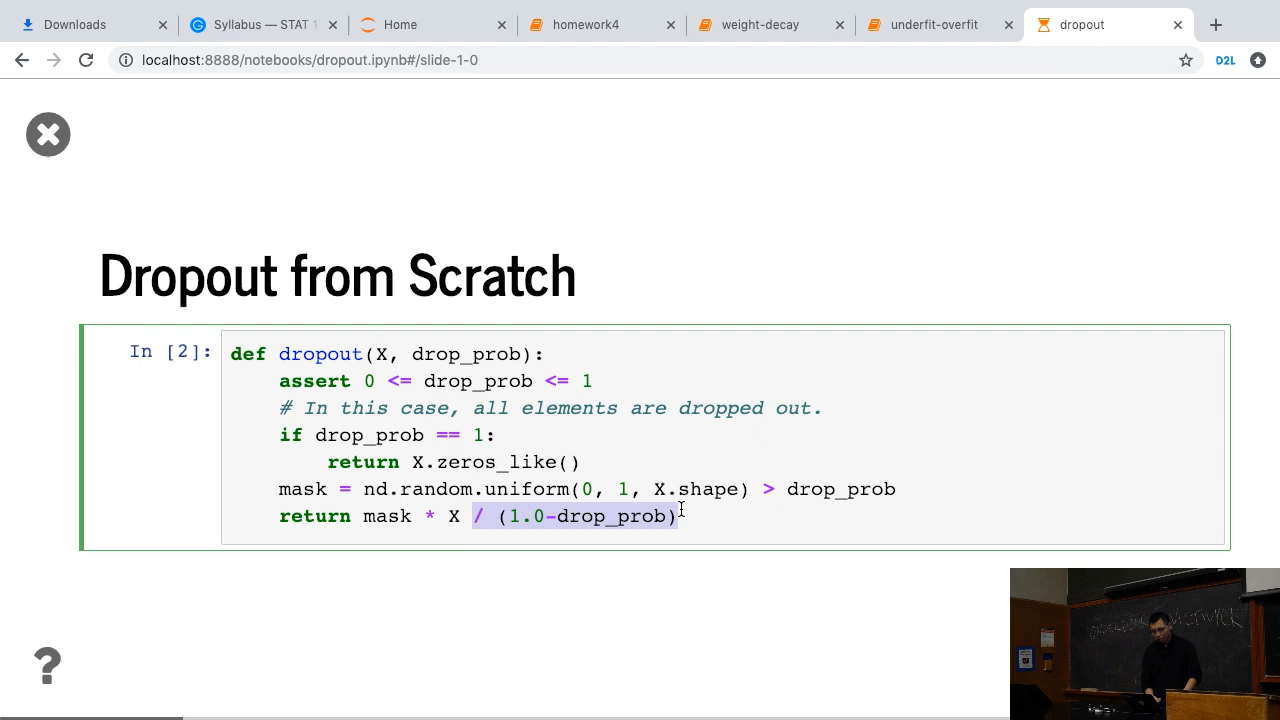 Downloads
Syllabus — STAT 1
Home
homework4
weight-decay
underfit-overfit
dropout
localhost:8888/notebooks/dropout.ipynb#/slide-1-0
D2L
Dropout from Scratch
In [2]:
def dropout(X, drop_prob):
    assert 0 <= drop_prob <= 1
    # In this case, all elements are dropped out.
    if drop_prob == 1:
        return X.zeros_like()
    mask = nd.random.uniform(0, 1, X.shape) > drop_prob
    return mask * X / (1.0-drop_prob)
?